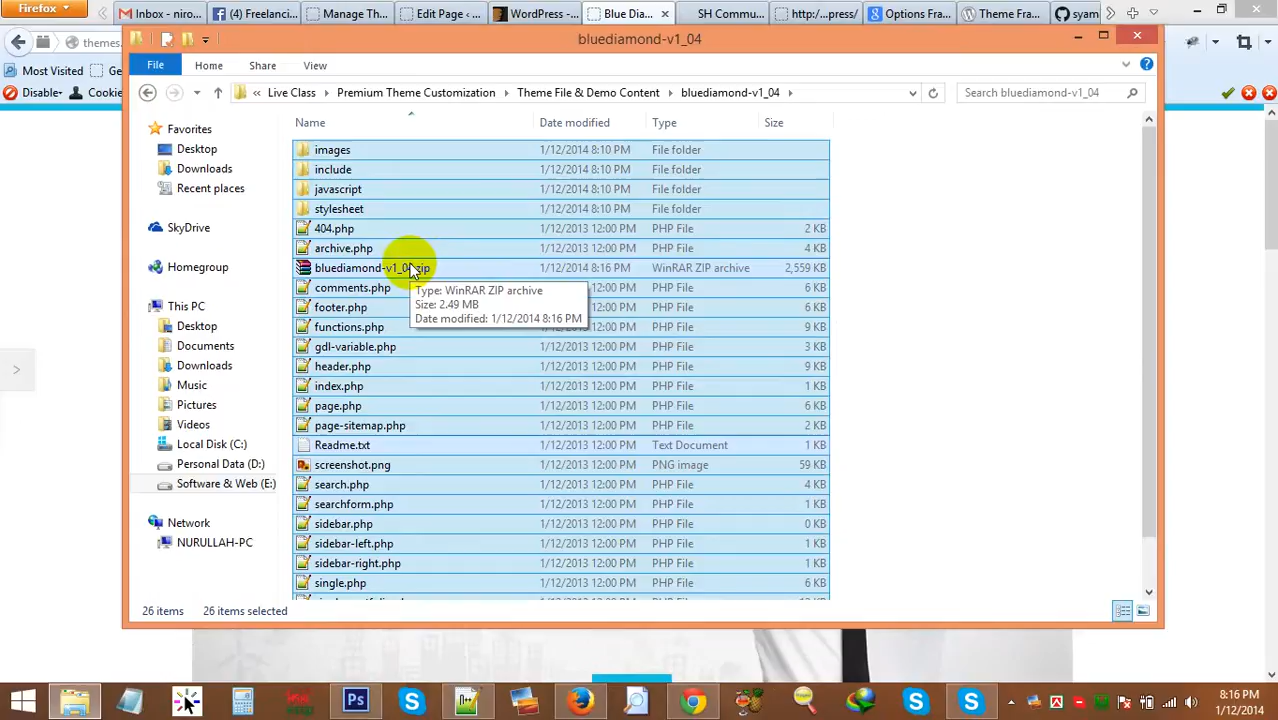 Firefox
Inbox - niro...
(4) Freelanci...
Manage Th...
Edit Page ‹ ...
WordPress -...
Blue Dia...
SH Commu...
http:/...press/
Options Fra...
Theme Fra...
syam
themes.
Most Visited
Ge
Disable
Cookie
bluediamond-v1_04
File
Home
Share
View
« Live Class
Premium Theme Customization
Theme File & Demo Content
bluediamond-v1_04
Search bluediamond-v1_04
Name
Date modified
Type
Size
Favorites
Desktop
Downloads
Recent places
SkyDrive
Homegroup
This PC
Desktop
Documents
Downloads
Music
Pictures
Videos
Local Disk (C:)
Personal Data (D:)
Software & Web (E:)
Network
NURULLAH-PC
images 1/12/2014 8:10 PM File folder
include 1/12/2014 8:10 PM File folder
javascript 1/12/2014 8:10 PM File folder
stylesheet 1/12/2014 8:10 PM File folder
404.php 1/12/2013 12:00 PM PHP File 2 KB
archive.php 1/12/2013 12:00 PM PHP File 4 KB
bluediamond-v1_04.zip 1/12/2014 8:16 PM WinRAR ZIP archive 2,559 KB
comments.php 1/12/2013 12:00 PM PHP File 6 KB
footer.php 1/12/2013 12:00 PM PHP File 6 KB
functions.php 1/12/2013 12:00 PM PHP File 9 KB
gdl-variable.php 1/12/2013 12:00 PM PHP File 3 KB
header.php 1/12/2013 12:00 PM PHP File 9 KB
index.php 1/12/2013 12:00 PM PHP File 1 KB
page.php 1/12/2013 12:00 PM PHP File 6 KB
page-sitemap.php 1/12/2013 12:00 PM PHP File 2 KB
Readme.txt 1/12/2013 12:00 PM Text Document 1 KB
screenshot.png 1/12/2013 12:00 PM PNG image 59 KB
search.php 1/12/2013 12:00 PM PHP File 4 KB
searchform.php 1/12/2013 12:00 PM PHP File 1 KB
sidebar.php 1/12/2013 12:00 PM PHP File 0 KB
sidebar-left.php 1/12/2013 12:00 PM PHP File 1 KB
sidebar-right.php 1/12/2013 12:00 PM PHP File 1 KB
single.php 1/12/2013 12:00 PM PHP File 6 KB
Type: WinRAR ZIP archive
Size: 2.49 MB
Date modified: 1/12/2014 8:16 PM
26 items
26 items selected
Ps
8:16 PM
1/12/2014